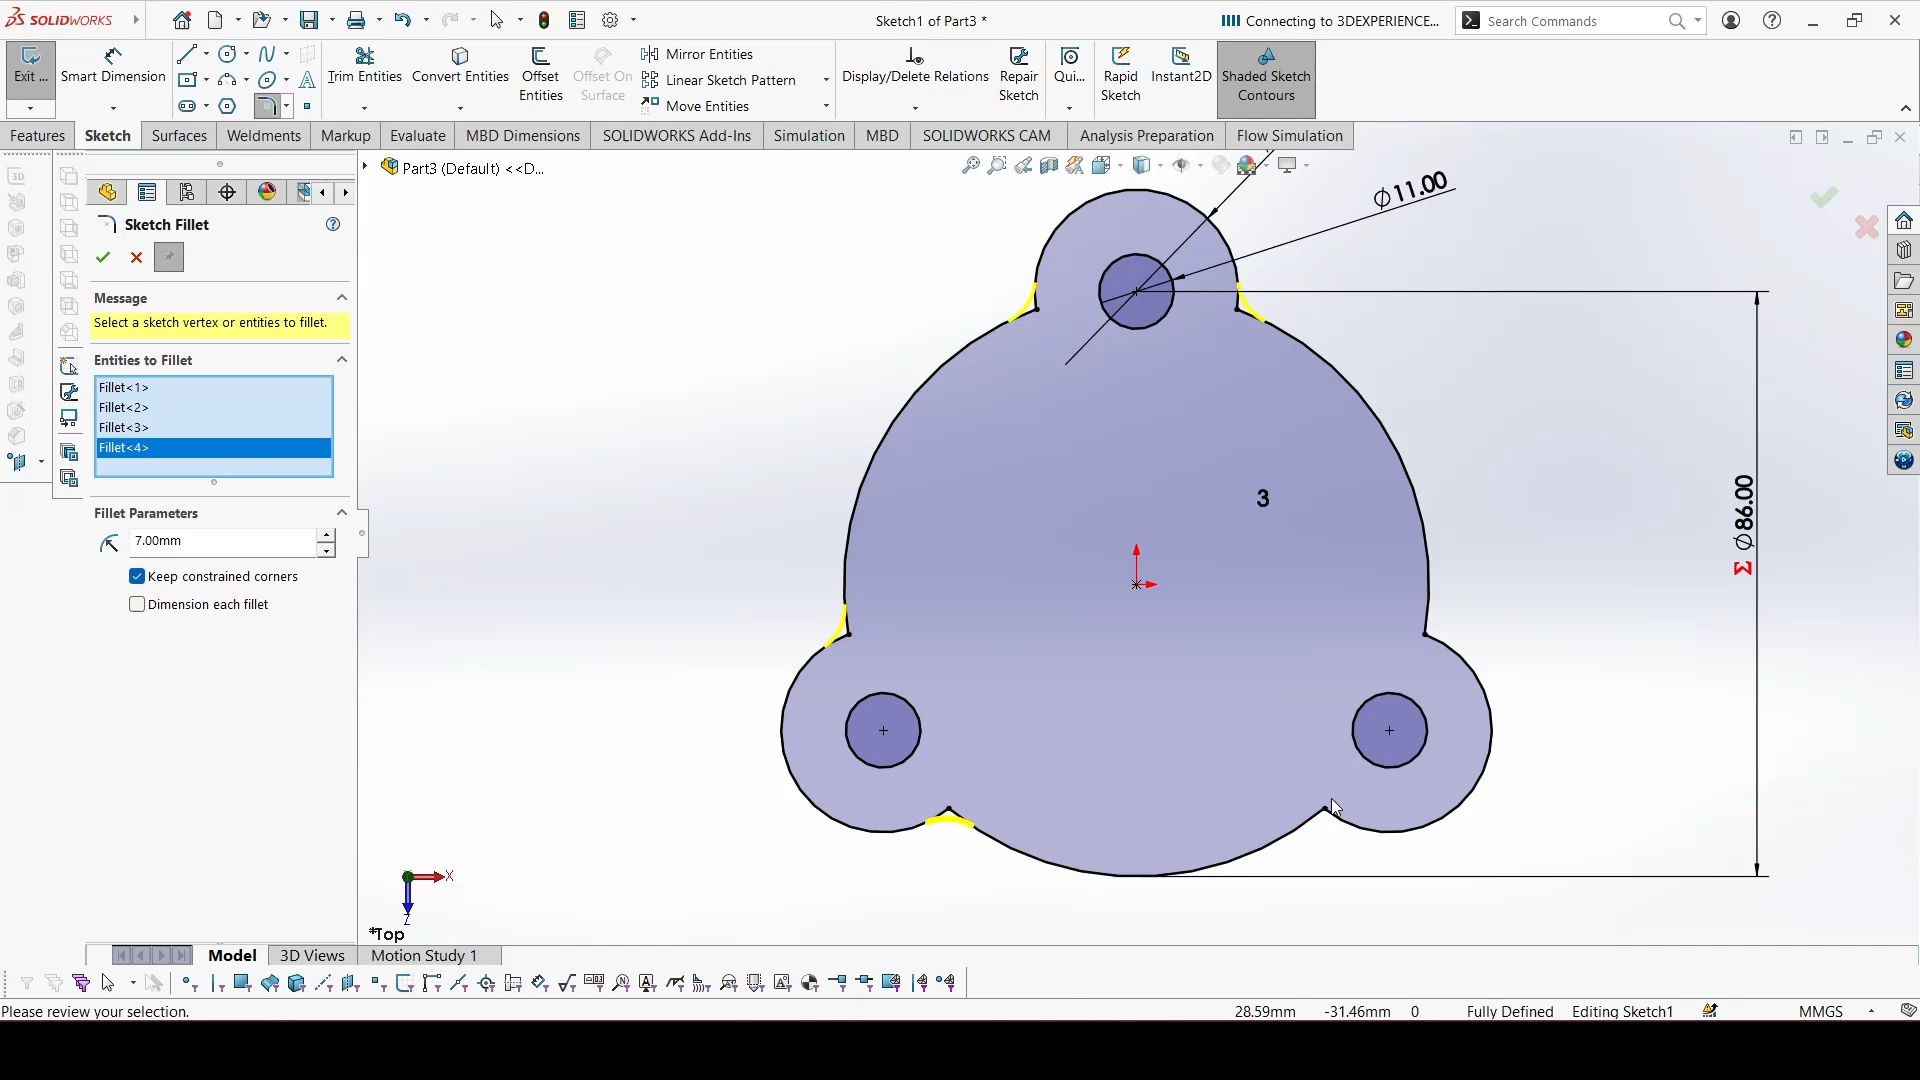 SOLIDWORKS
Sketch1 of Part3 *
Connecting to 3DEXPERIENCE...
Search Commands
Exit ...
Smart Dimension
Trim Entities
Convert Entities
Offset Entities
Offset On Surface
Mirror Entities
Linear Sketch Pattern
Move Entities
Display/Delete Relations
Repair Sketch
Qui...
Rapid Sketch
Instant2D
Shaded Sketch Contours
Features
Sketch
Surfaces
Weldments
Markup
Evaluate
MBD Dimensions
SOLIDWORKS Add-Ins
Simulation
MBD
SOLIDWORKS CAM
Analysis Preparation
Flow Simulation
Part3 (Default) <<D...
Sketch Fillet
Message
Select a sketch vertex or entities to fillet.
Entities to Fillet
Fillet<1>
Fillet<2>
Fillet<3>
Fillet<4>
Fillet Parameters
7.00mm
Keep constrained corners
Dimension each fillet
∅11.00
3
Σ ∅86.00
X
Z
*Top
Model
3D Views
Motion Study 1
Please review your selection.
28.59mm
-31.46mm
0
Fully Defined
Editing Sketch1
MMGS